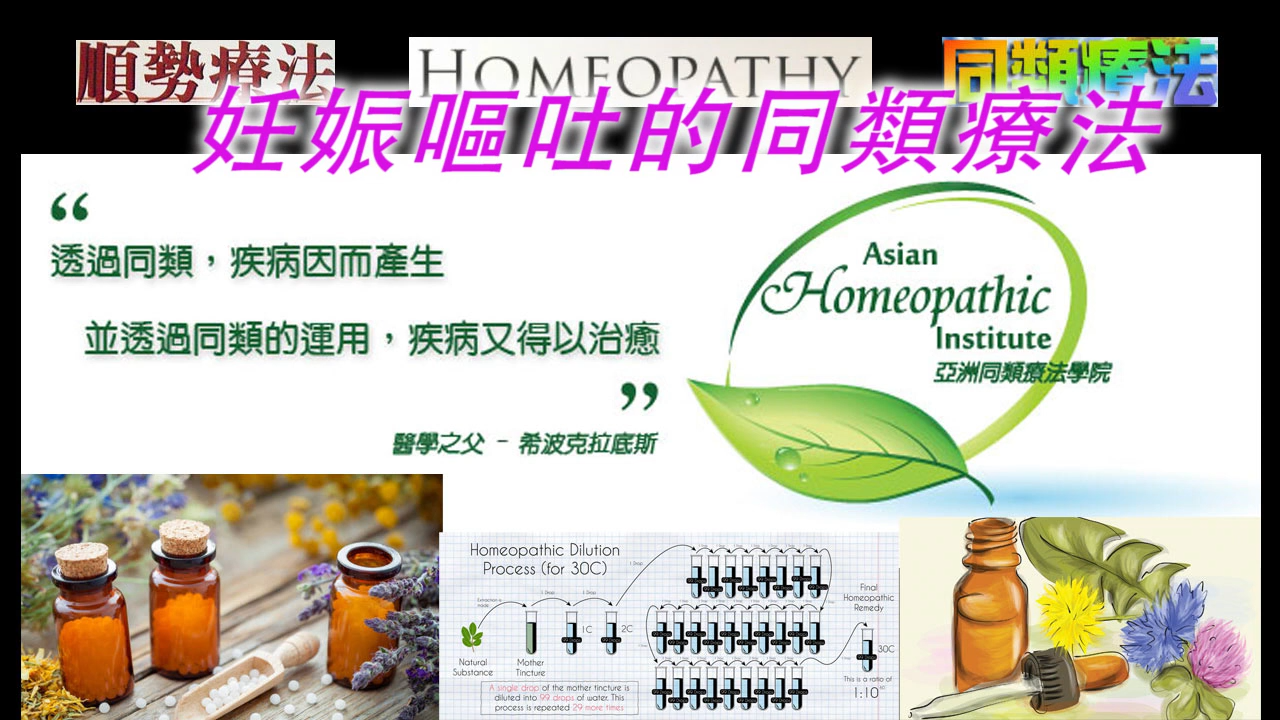 順勢療法
HOMEOPATHY
同類療法
妊娠嘔吐的同類療法
“
透過同類，疾病因而產生
並透過同類的運用，疾病又得以治癒
”
醫學之父 - 希波克拉底斯
Asian
Homeopathic
Institute
亞洲同類療法學院
Homeopathic Dilution
Process (for 30C)
Natural
Substance
Mother
Tincture
1C
2C
Final
Homeopathic
Remedy
30C
This is a ratio of
1:10
A single drop of the mother tincture is
diluted into 99 drops of water. This
process is repeated 29 more times